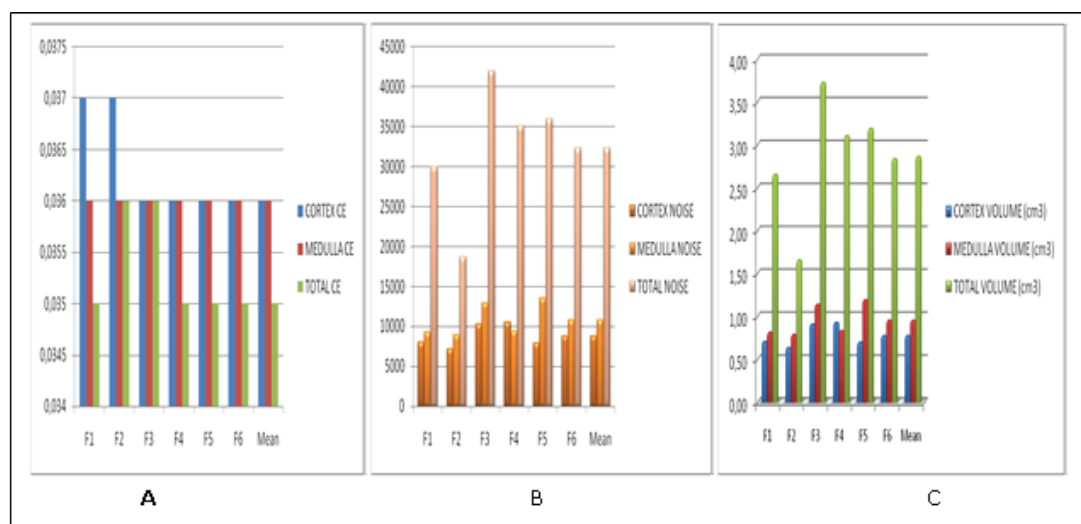 0,0375
0,037
0,0365
0,036
0,0355
0,035
0,0345
0,034
F1 F2 F3 F4 F5 F6 Mean
CORTEX CE
MEDULLA CE
TOTAL CE
A
45000
40000
35000
30000
25000
20000
15000
10000
5000
0
F1 F2 F3 F4 F5 F6 Mean
CORTEX NOISE
MEDULLA NOISE
TOTAL NOISE
B
4,00
3,50
3,00
2,50
2,00
1,50
1,00
0,50
0,00
F1 F2 F3 F4 F5 F6 Mean
CORTEX VOLUME (cm3)
MEDULLA VOLUME (cm3)
TOTAL VOLUME (cm3)
C